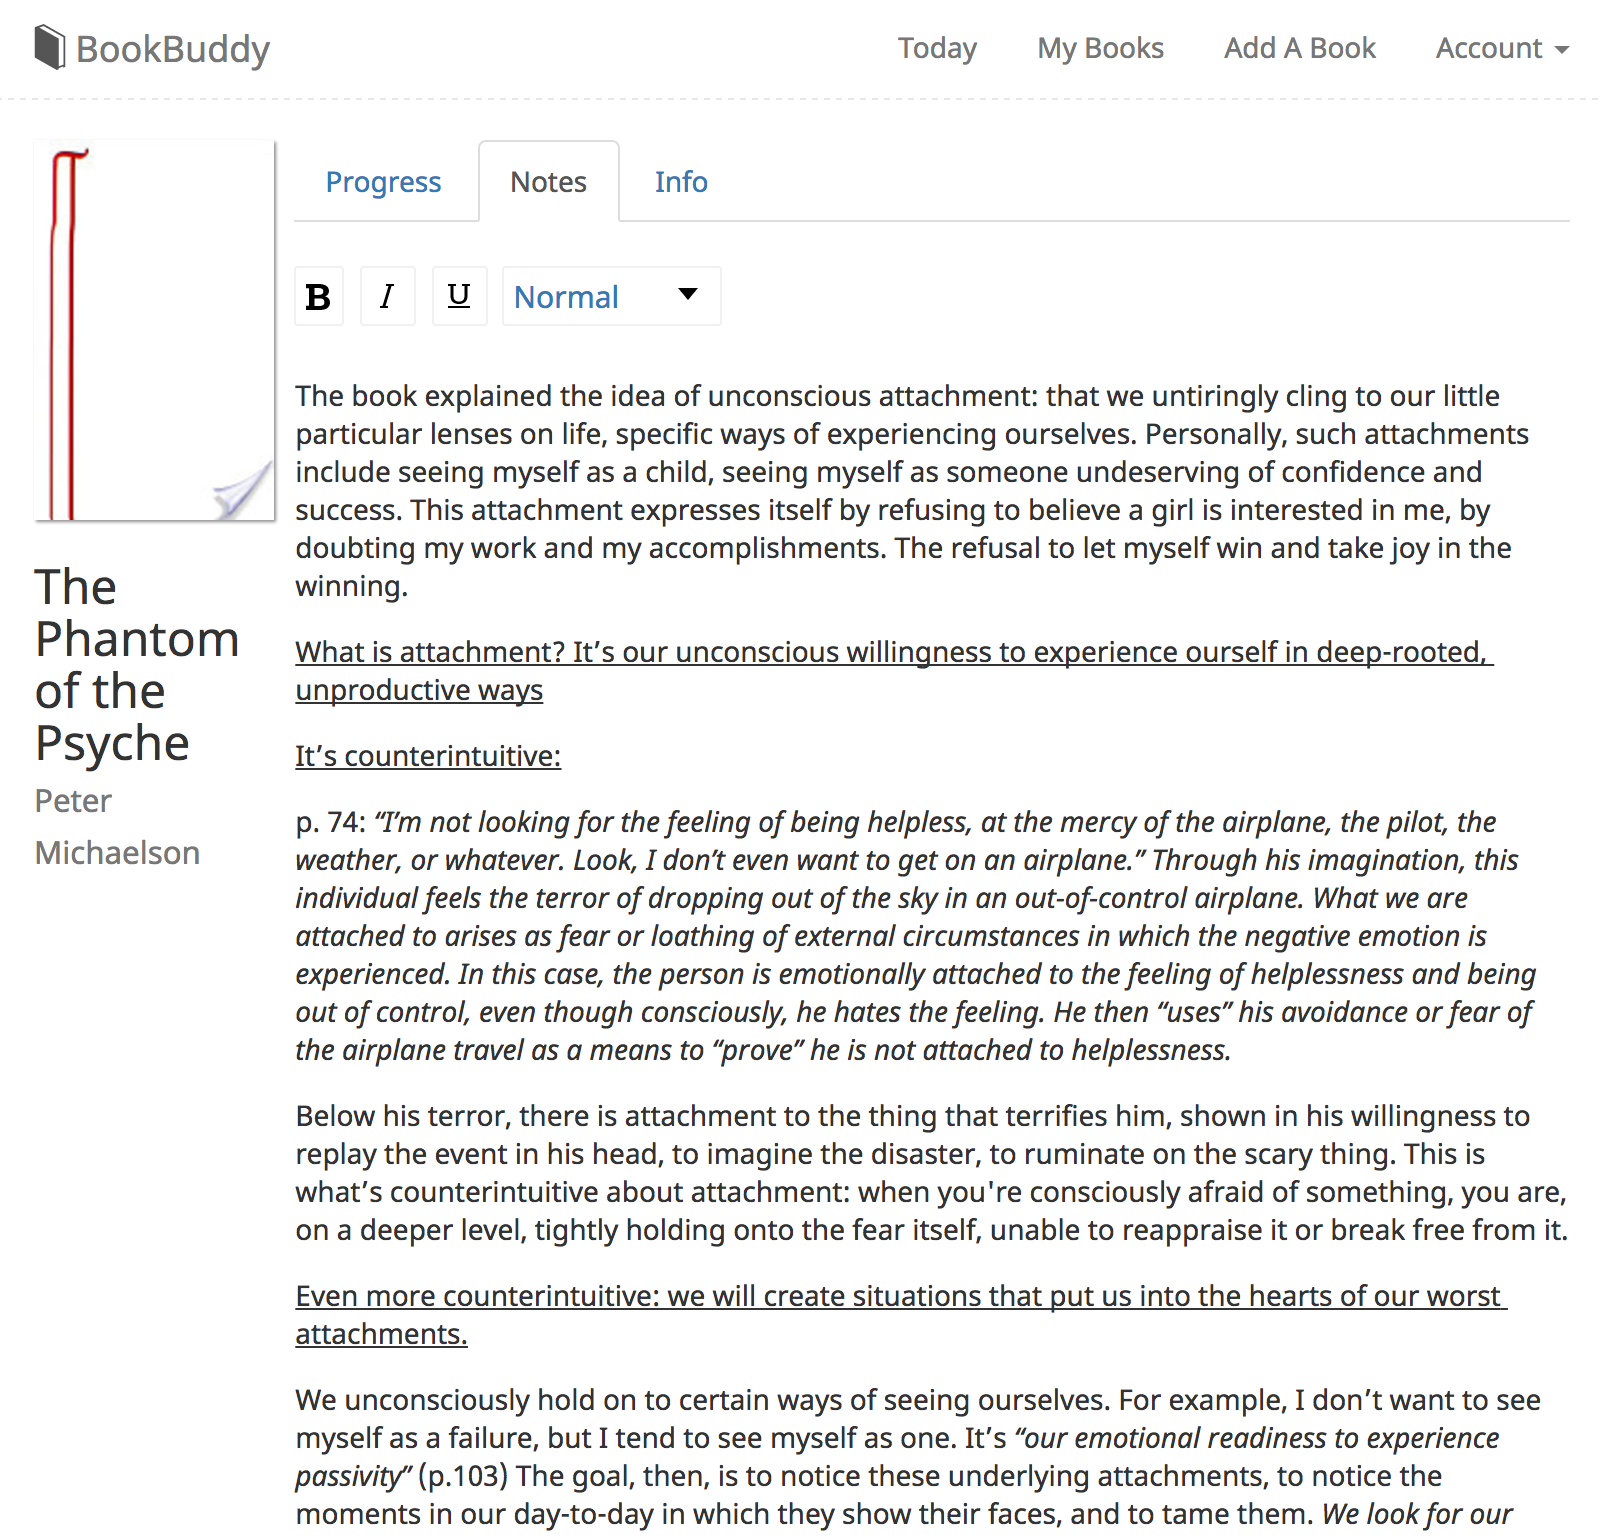 BookBuddy
Today
My Books
Add A Book
Account
Progress
Notes
Info
B
I
U
Normal
The
Phantom
of the
Psyche
Peter
Michaelson
The book explained the idea of unconscious attachment: that we untiringly cling to our little
particular lenses on life, specific ways of experiencing ourselves. Personally, such attachments
include seeing myself as a child, seeing myself as someone undeserving of confidence and
success. This attachment expresses itself by refusing to believe a girl is interested in me, by
doubting my work and my accomplishments. The refusal to let myself win and take joy in the
winning.
What is attachment? It’s our unconscious willingness to experience ourself in deep-rooted,
unproductive ways
It’s counterintuitive:
p. 74: “I’m not looking for the feeling of being helpless, at the mercy of the airplane, the pilot, the
weather, or whatever. Look, I don’t even want to get on an airplane.” Through his imagination, this
individual feels the terror of dropping out of the sky in an out-of-control airplane. What we are
attached to arises as fear or loathing of external circumstances in which the negative emotion is
experienced. In this case, the person is emotionally attached to the feeling of helplessness and being
out of control, even though consciously, he hates the feeling. He then “uses” his avoidance or fear of
the airplane travel as a means to “prove” he is not attached to helplessness.
Below his terror, there is attachment to the thing that terrifies him, shown in his willingness to
replay the event in his head, to imagine the disaster, to ruminate on the scary thing. This is
what’s counterintuitive about attachment: when you're consciously afraid of something, you are,
on a deeper level, tightly holding onto the fear itself, unable to reappraise it or break free from it.
Even more counterintuitive: we will create situations that put us into the hearts of our worst
attachments.
We unconsciously hold on to certain ways of seeing ourselves. For example, I don’t want to see
myself as a failure, but I tend to see myself as one. It’s “our emotional readiness to experience
passivity” (p.103) The goal, then, is to notice these underlying attachments, to notice the
moments in our day-to-day in which they show their faces, and to tame them. We look for our